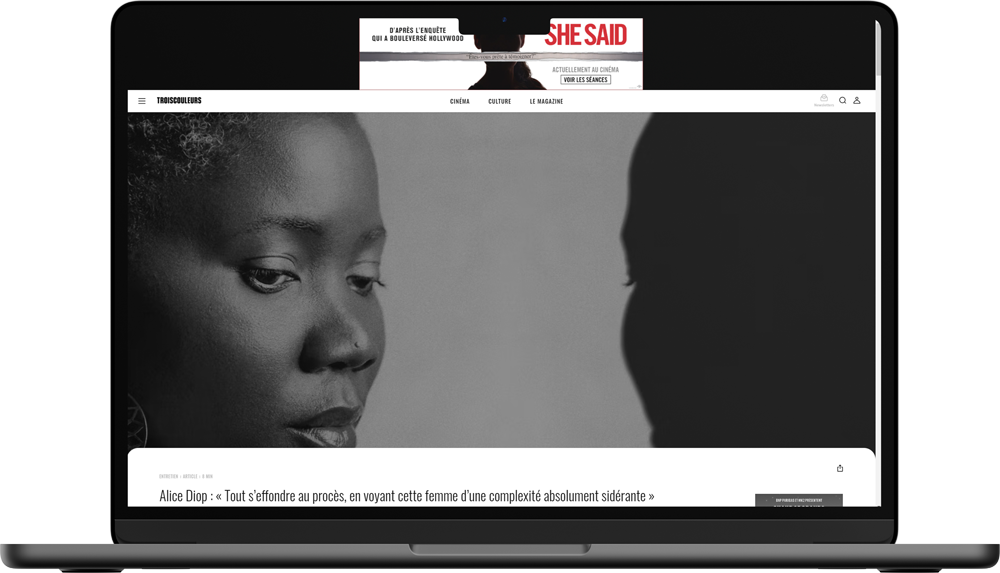 D'APRÈS L'ENQUÊTE
QUI A BOULEVERSÉ HOLLYWOOD
SHE SAID
ACTUELLEMENT AU CINÉMA
VOIR LES SÉANCES
TROISCOULEURS
CINÉMA
CULTURE
LE MAGAZINE
ENTRETIEN • ARTICLE • 8 MIN
Alice Diop : « Tout s'effondre au procès, en voyant cette femme d'une complexité absolument sidérante »